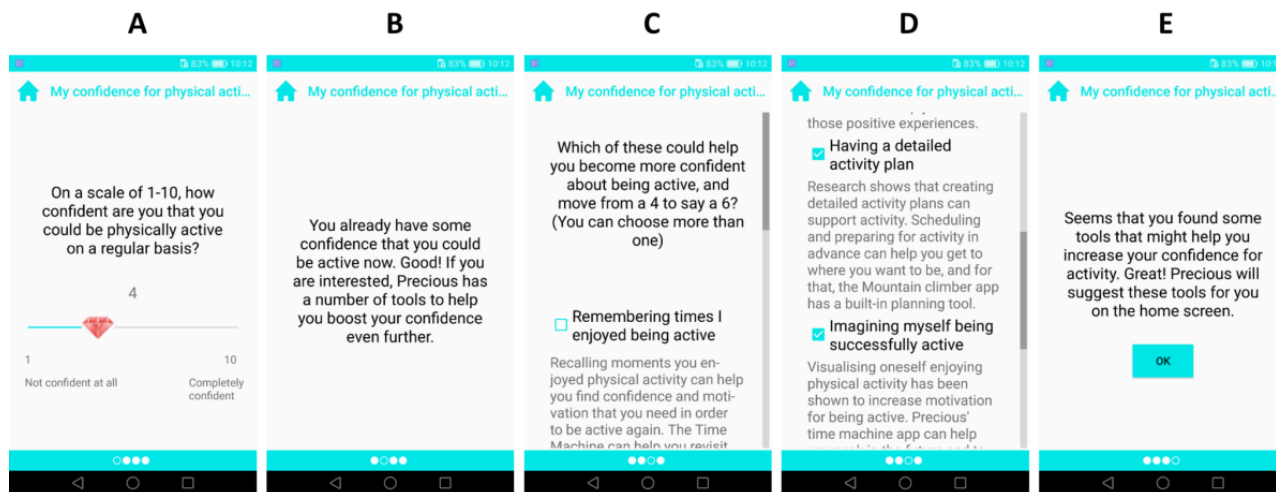 A
B
C
D
E
83% 10:12
My confidence for physical acti...
On a scale of 1-10, how
confident are you that you
could be physically active
on a regular basis?
4
1
10
Not confident at all
Completely
confident
83% 10:12
My confidence for physical acti...
You already have some
confidence that you could
be active now. Good! If you
are interested, Precious has
a number of tools to help
you boost your confidence
even further.
83% 10:12
My confidence for physical acti...
Which of these could help
you become more confident
about being active, and
move from a 4 to say a 6?
(You can choose more than
one)
Remembering times I
enjoyed being active
Recalling moments you en-
joyed physical activity can help
you find confidence and moti-
vation that you need in order
to be active again. The Time
Machine can help you revisit
83% 10:12
My confidence for physical acti...
those positive experiences.
Having a detailed
activity plan
Research shows that creating
detailed activity plans can
support activity. Scheduling
and preparing for activity in
advance can help you get to
where you want to be, and for
that, the Mountain climber app
has a built-in planning tool.
Imagining myself being
successfully active
Visualising oneself enjoying
physical activity has been
shown to increase motivation
for being active. Precious'
time machine app can help
83% 10:1
My confidence for physical acti...
Seems that you found some
tools that might help you
increase your confidence for
activity. Great! Precious will
suggest these tools for you
on the home screen.
OK